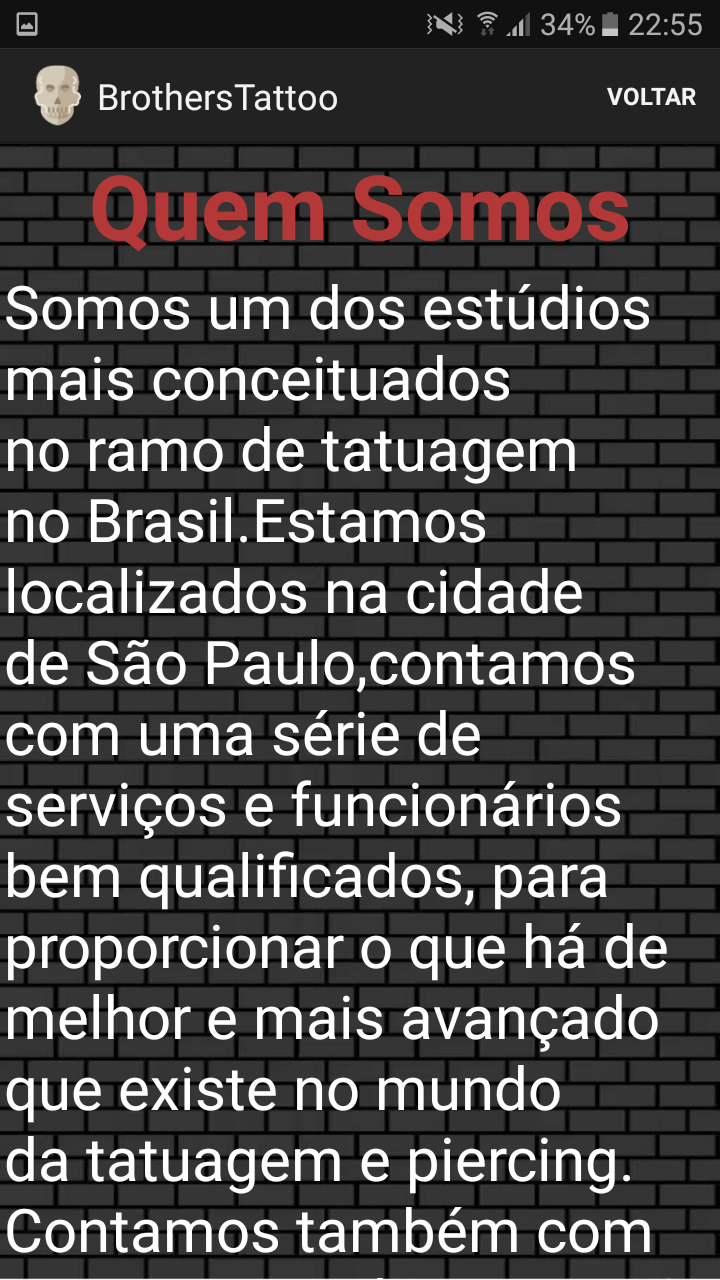 34% 22:55
BrothersTattoo VOLTAR
Quem Somos
Somos um dos estúdios
mais conceituados
no ramo de tatuagem
no Brasil.Estamos
localizados na cidade
de São Paulo,contamos
com uma série de
serviços e funcionários
bem qualificados, para
proporcionar o que há de
melhor e mais avançado
que existe no mundo
da tatuagem e piercing.
Contamos também com